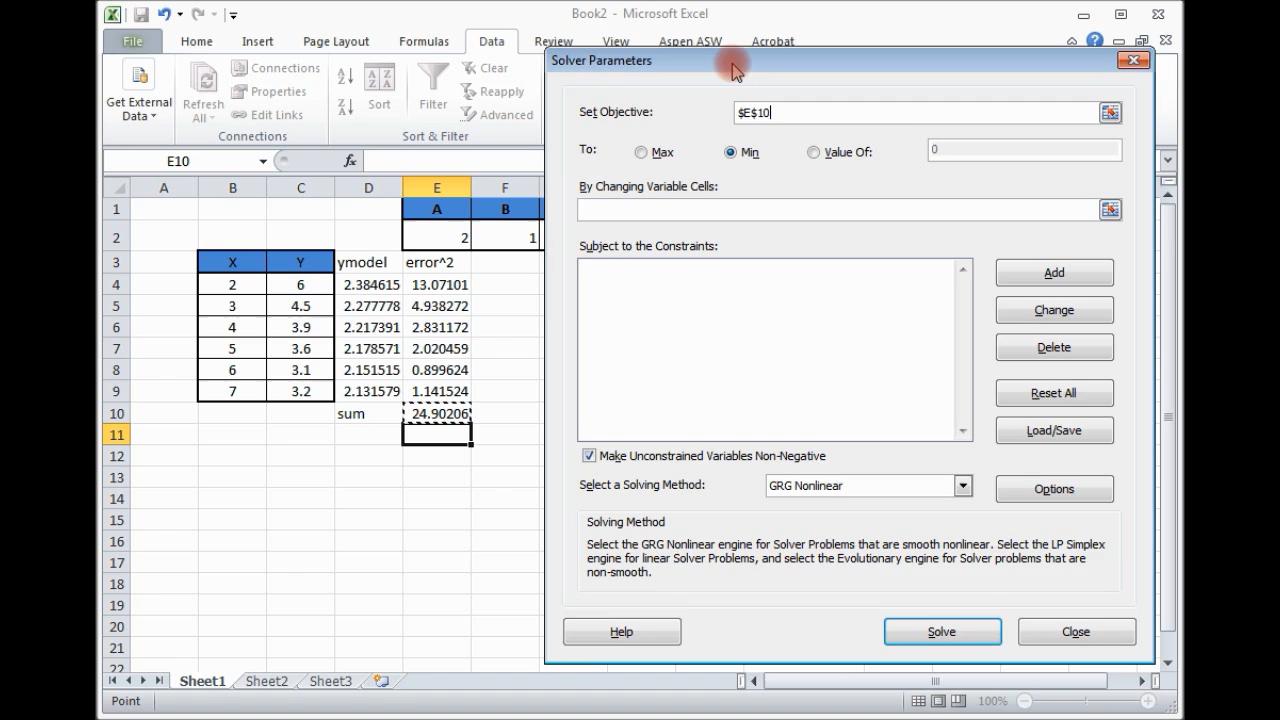 Book2 - Microsoft Excel
File Home Insert Page Layout Formulas Data Review View Aspen ASW Acrobat
Get External Data
Refresh All
Connections
Properties
Edit Links
Connections
Sort
Filter
Clear
Reapply
Advanced
Sort & Filter
E10
fx
A B C D E F
1 A B
2 2 1
3 X Y ymodel error^2
4 2 6 2.384615 13.07101
5 3 4.5 2.277778 4.938272
6 4 3.9 2.217391 2.831172
7 5 3.6 2.178571 2.020459
8 6 3.1 2.151515 0.899624
9 7 3.2 2.131579 1.141524
10 sum 24.90206
11
12
13
14
15
16
17
18
19
20
21
22
Sheet1 Sheet2 Sheet3
Point
100%
Solver Parameters
Set Objective: $E$10
To: Max Min Value Of: 0
By Changing Variable Cells:
Subject to the Constraints:
Add
Change
Delete
Reset All
Load/Save
Make Unconstrained Variables Non-Negative
Select a Solving Method: GRG Nonlinear
Options
Solving Method
Select the GRG Nonlinear engine for Solver Problems that are smooth nonlinear. Select the LP Simplex
engine for linear Solver Problems, and select the Evolutionary engine for Solver problems that are
non-smooth.
Help
Solve
Close